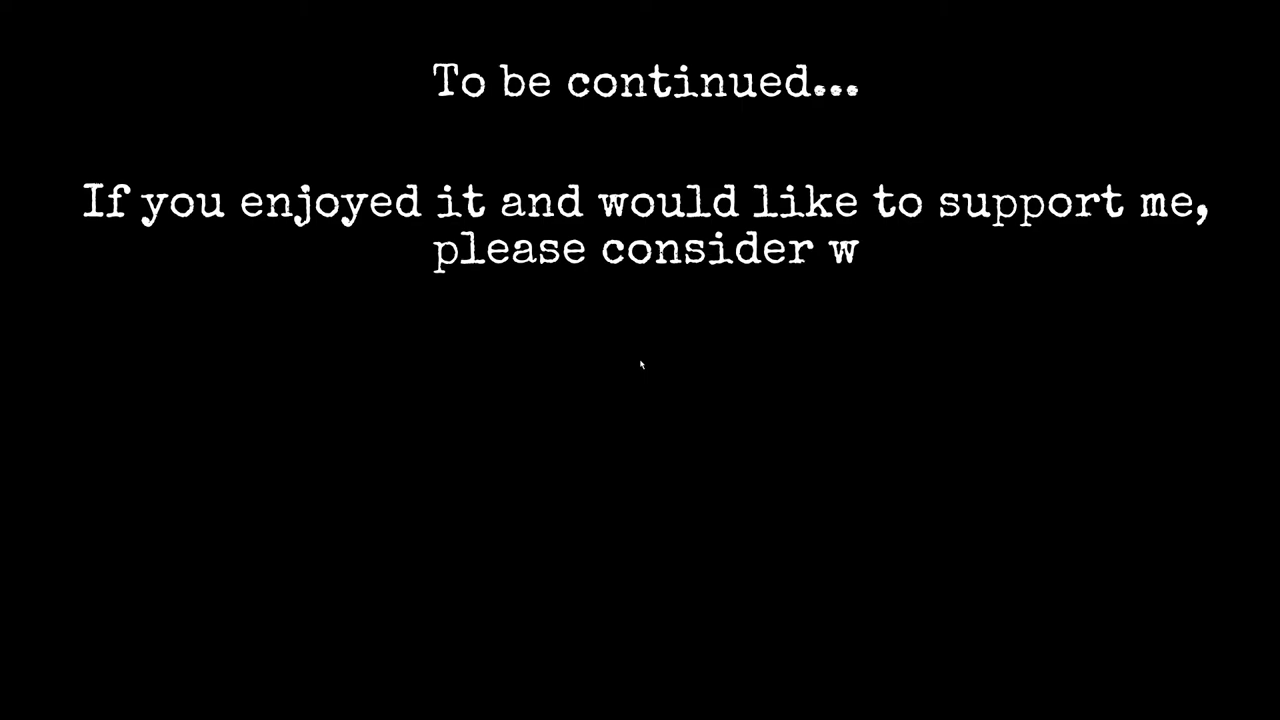 To be continued...
If you enjoyed it and would like to support me,
please consider w